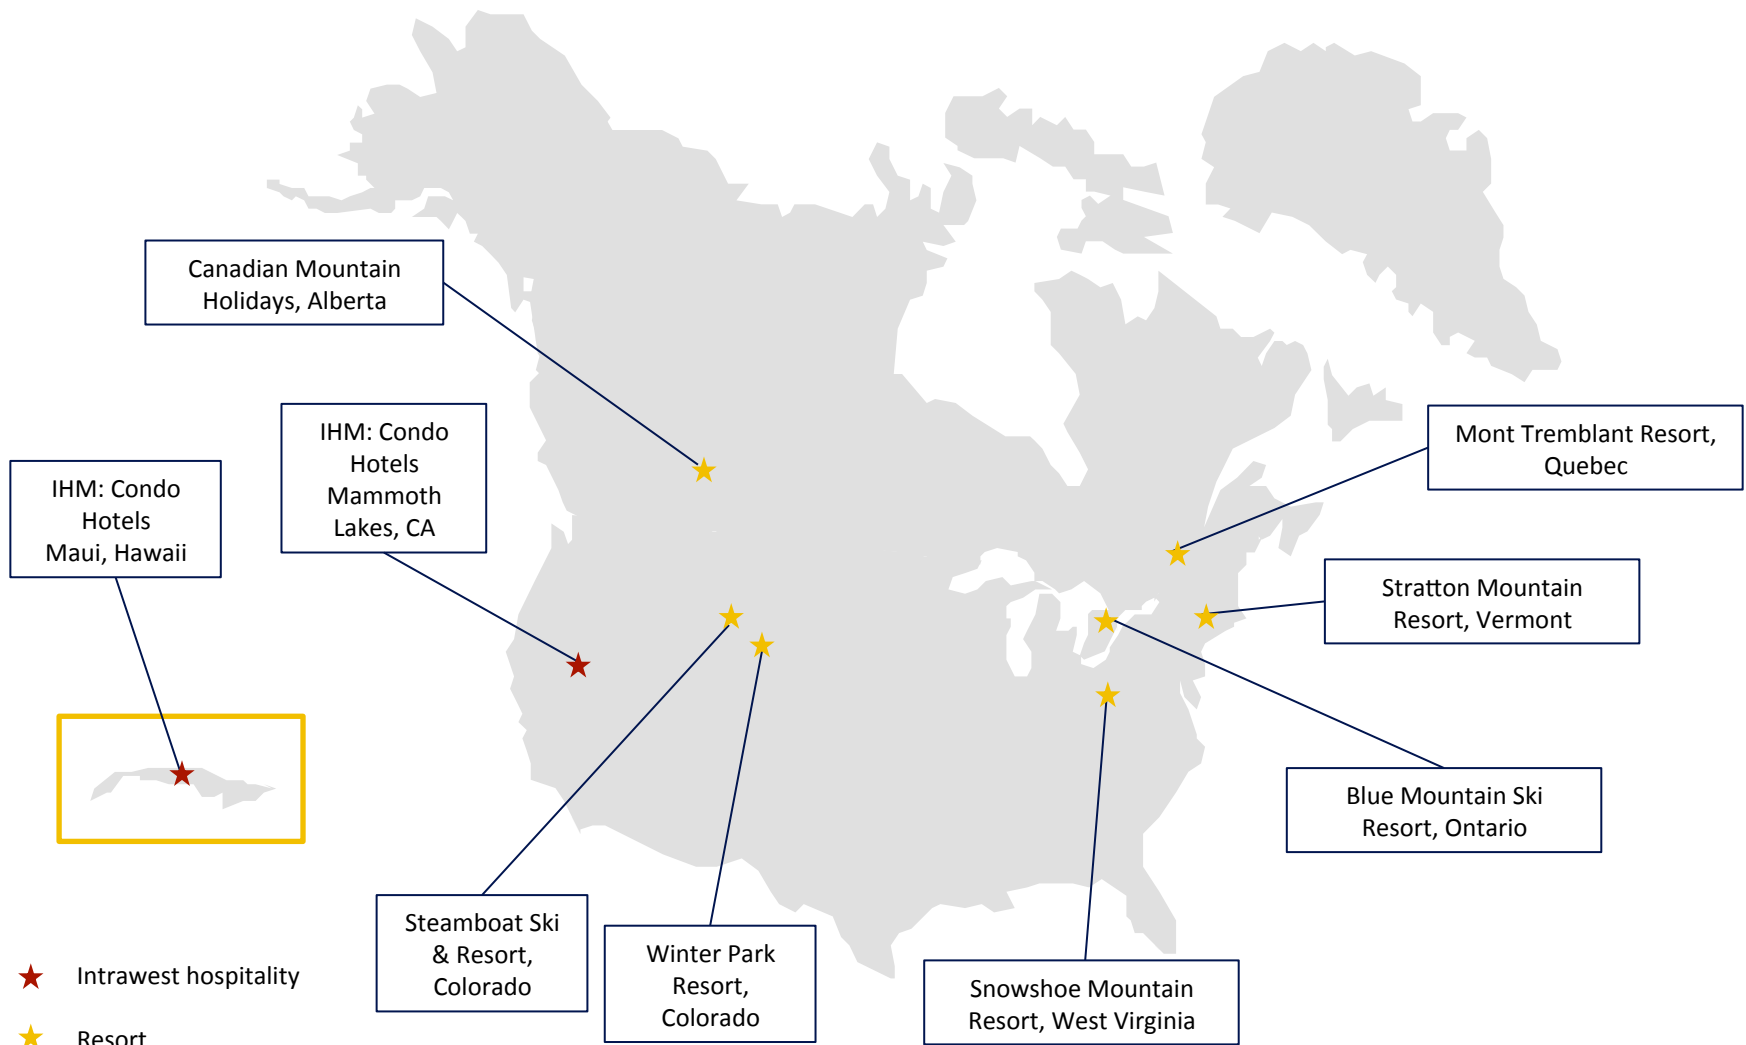 Canadian Mountain
Holidays, Alberta
IHM: Condo
Hotels
Mammoth
Lakes, CA
Mont Tremblant Resort,
Quebec
IHM: Condo
Hotels
Maui, Hawaii
Stratton Mountain
Resort, Vermont
Blue Mountain Ski
Resort, Ontario
Steamboat Ski
& Resort,
Colorado
Winter Park
Resort,
Colorado
Snowshoe Mountain
Resort, West Virginia
Intrawest hospitality
Resort